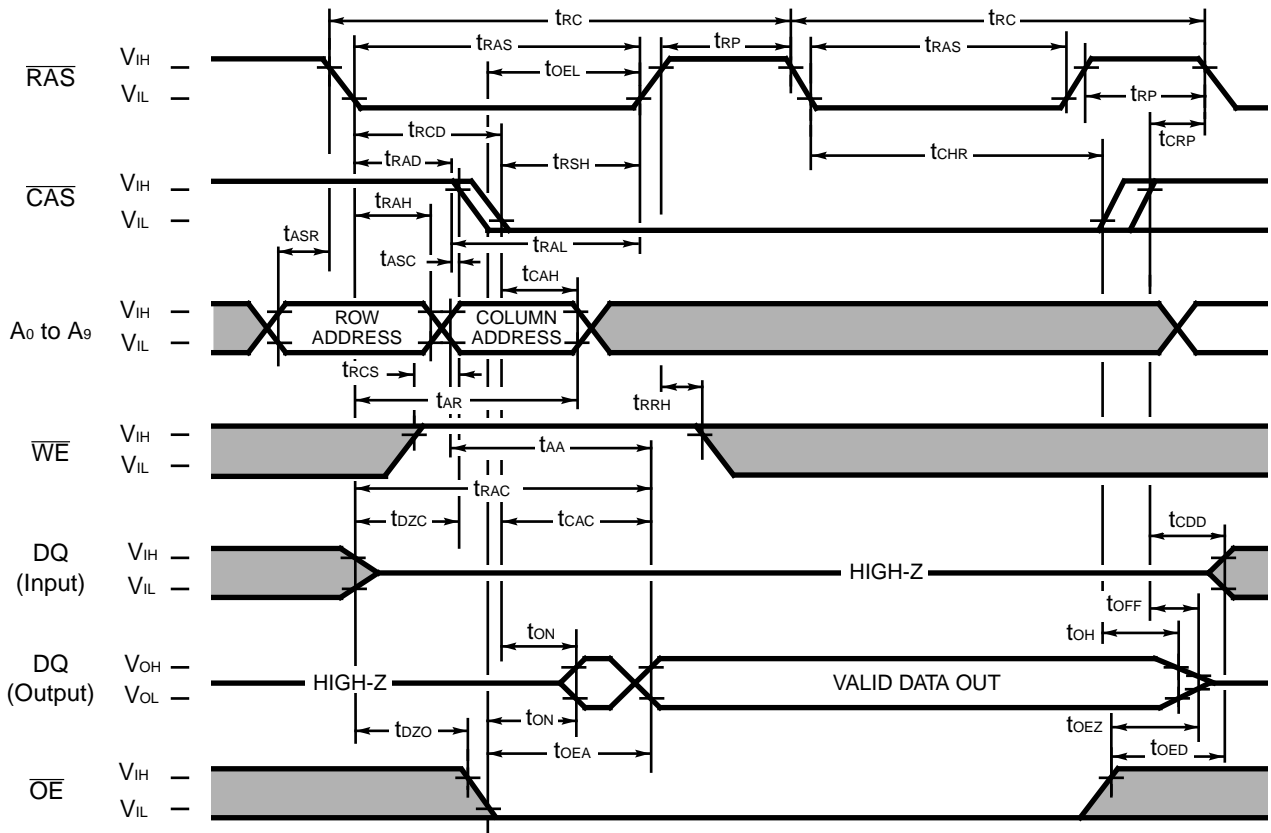 tRC tRC
tRAS tRP tRAS
VIH
RAS
VIL
tOEL
tRP
tRCD
tCRP
tRAD
tRSH
tCHR
VIH
CAS
VIL
tRAH
tASR
tRAL
tASC
tCAH
VIH
A0 to A9
VIL
ROW ADDRESS
COLUMN ADDRESS
tRCS
tAR
tRRH
VIH
WE
VIL
tAA
tRAC
tDZC
tCAC
tCDD
DQ
(Input)
VIH
VIL
HIGH-Z
tOFF
tON
tOH
DQ
(Output)
VOH
VOL
HIGH-Z
VALID DATA OUT
tDZO
tON
tOEZ
tOEA
tOED
VIH
OE
VIL